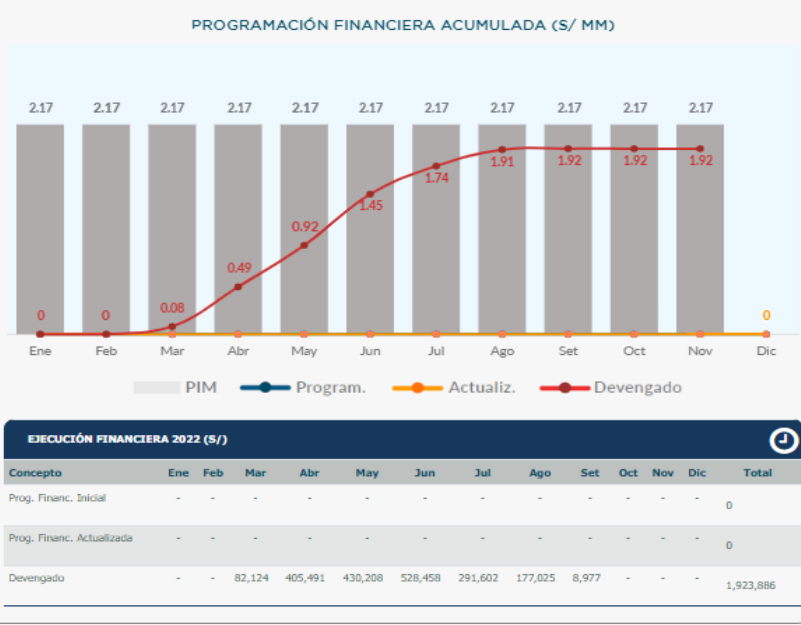 PROGRAMACIÓN FINANCIERA ACUMULADA (S/ MM)
2.17 2.17 2.17 2.17 2.17 2.17 2.17 2.17 2.17 2.17 2.17
0 0 0.08 0.49 0.92 1.45 1.74 1.91 1.92 1.92 1.92 0
Ene Feb Mar Abr May Jun Jul Ago Set Oct Nov Dic
PIM Program. Actualiz. Devengado
EJECUCIÓN FINANCIERA 2022 (S/)
Concepto Ene Feb Mar Abr May Jun Jul Ago Set Oct Nov Dic Total
Prog. Financ. Inicial - - - - - - - - - - - - 0
Prog. Financ. Actualizada - - - - - - - - - - - - 0
Devengado - - 82,124 405,491 430,208 528,458 291,602 177,025 8,977 - - - 1,923,886